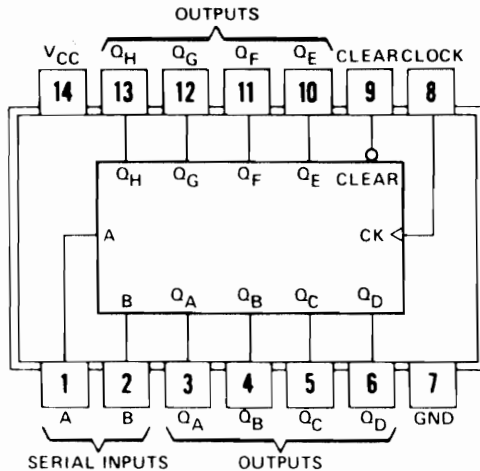 OUTPUTS
VCC QH QG QF QE CLEAR CLOCK
14 13 12 11 10 9 8
QH QG QF QE CLEAR
A CK
B QA QB QC QD
1 2 3 4 5 6 7
A B QA QB QC QD GND
SERIAL INPUTS OUTPUTS